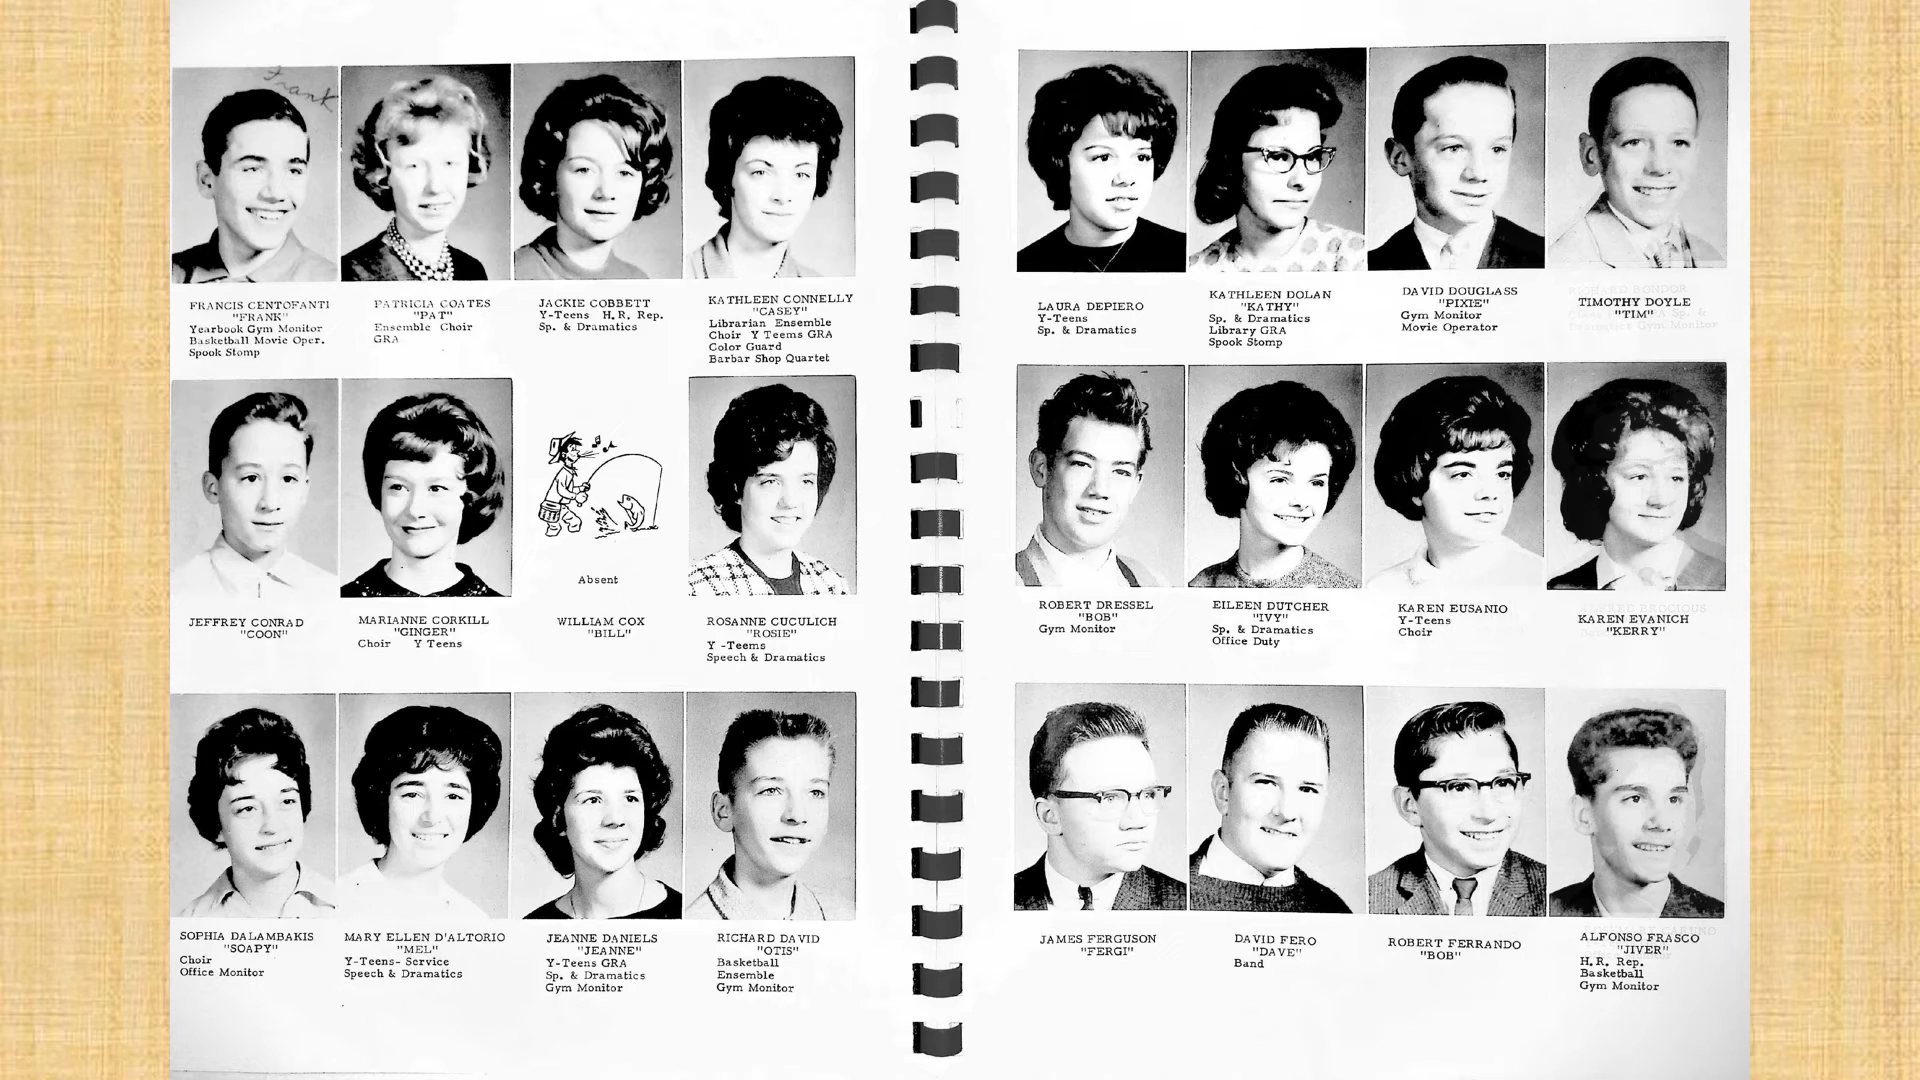 Frank
FRANCIS CENTOFANTI
"FRANK"
Yearbook Gym Monitor
Basketball Movie Oper.
Spook Stomp
PATRICIA COATES
"PAT"
Ensemble Choir
GRA
JACKIE COBBETT
Y-Teens H.R. Rep.
Sp. & Dramatics
KATHLEEN CONNELLY
"CASEY"
Librarian Ensemble
Choir Y Teems GRA
Color Guard
Barbar Shop Quartet
JEFFREY CONRAD
"COON"
MARIANNE CORKILL
"GINGER"
Choir Y Teens
Absent
WILLIAM COX
"BILL"
ROSANNE CUCULICH
"ROSIE"
Y -Teems
Speech & Dramatics
SOPHIA DALAMBAKIS
"SOAPY"
Choir
Office Monitor
MARY ELLEN D'ALTORIO
"MEL"
Y-Teens- Service
Speech & Dramatics
JEANNE DANIELS
"JEANNE"
Y-Teens GRA
Sp. & Dramatics
Gym Monitor
RICHARD DAVID
"OTIS"
Basketball
Ensemble
Gym Monitor
LAURA DEPIERO
Y-Teens
Sp. & Dramatics
KATHLEEN DOLAN
"KATHY"
Sp. & Dramatics
Library GRA
Spook Stomp
DAVID DOUGLASS
"PIXIE"
Gym Monitor
Movie Operator
TIMOTHY DOYLE
"TIM"
ROBERT DRESSEL
"BOB"
Gym Monitor
EILEEN DUTCHER
"IVY"
Sp. & Dramatics
Office Duty
KAREN EUSANIO
Y-Teens
Choir
KAREN EVANICH
"KERRY"
JAMES FERGUSON
"FERGI"
DAVID FERO
"DAVE"
Band
ROBERT FERRANDO
"BOB"
ALFONSO FRASCO
"JIVER"
H.R. Rep.
Basketball
Gym Monitor